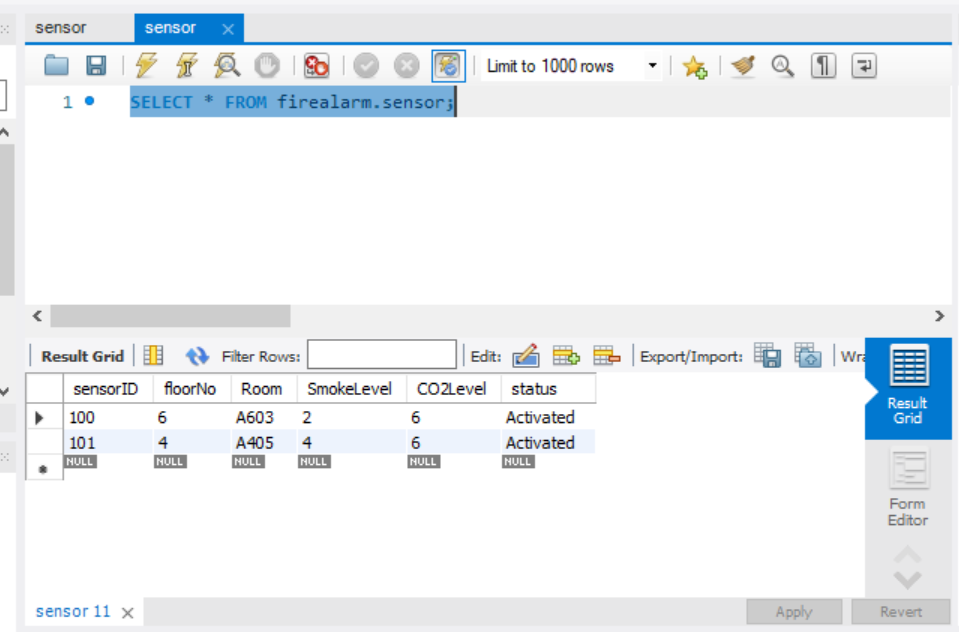 sensor sensor
Limit to 1000 rows
1 SELECT * FROM firealarm.sensor;
Result Grid Filter Rows: Edit: Export/Import: Wra
sensorID floorNo Room SmokeLevel CO2Level status
100 6 A603 2 6 Activated
101 4 A405 4 6 Activated
NULL NULL NULL NULL NULL NULL
Result
Grid
Form
Editor
sensor 11 Apply Revert